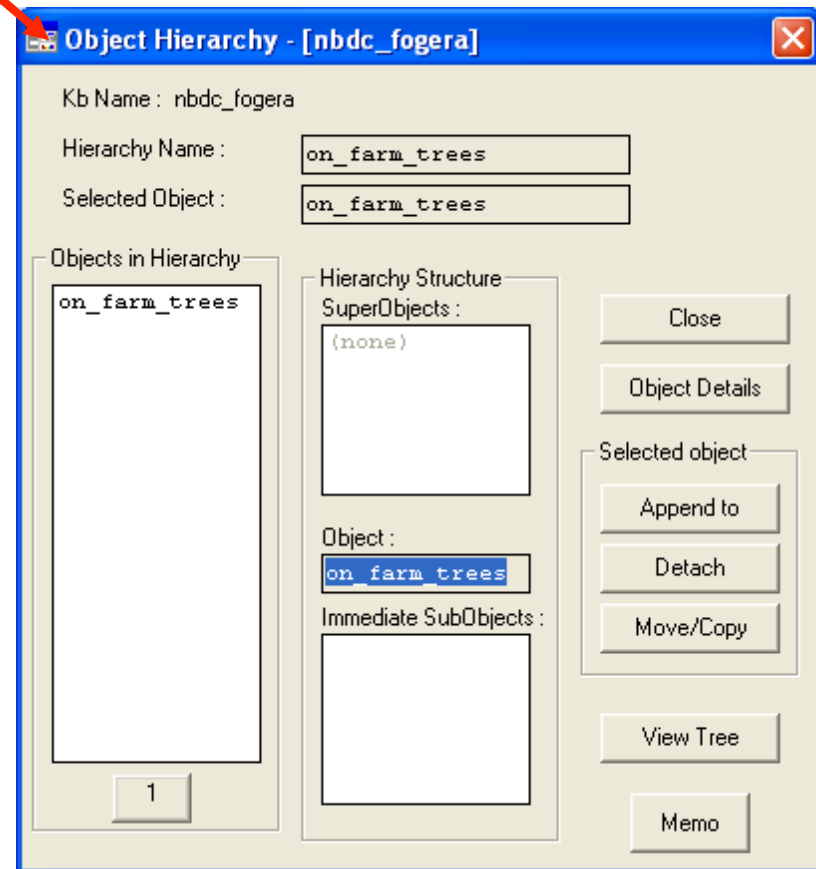 Object Hierarchy - [nbdc_fogera]
Kb Name : nbdc_fogera
Hierarchy Name : on_farm_trees
Selected Object : on_farm_trees
Objects in Hierarchy
on_farm_trees
1
Hierarchy Structure
SuperObjects :
(none)
Object :
on_farm_trees
Immediate SubObjects :
Close
Object Details
Selected object
Append to
Detach
Move/Copy
View Tree
Memo